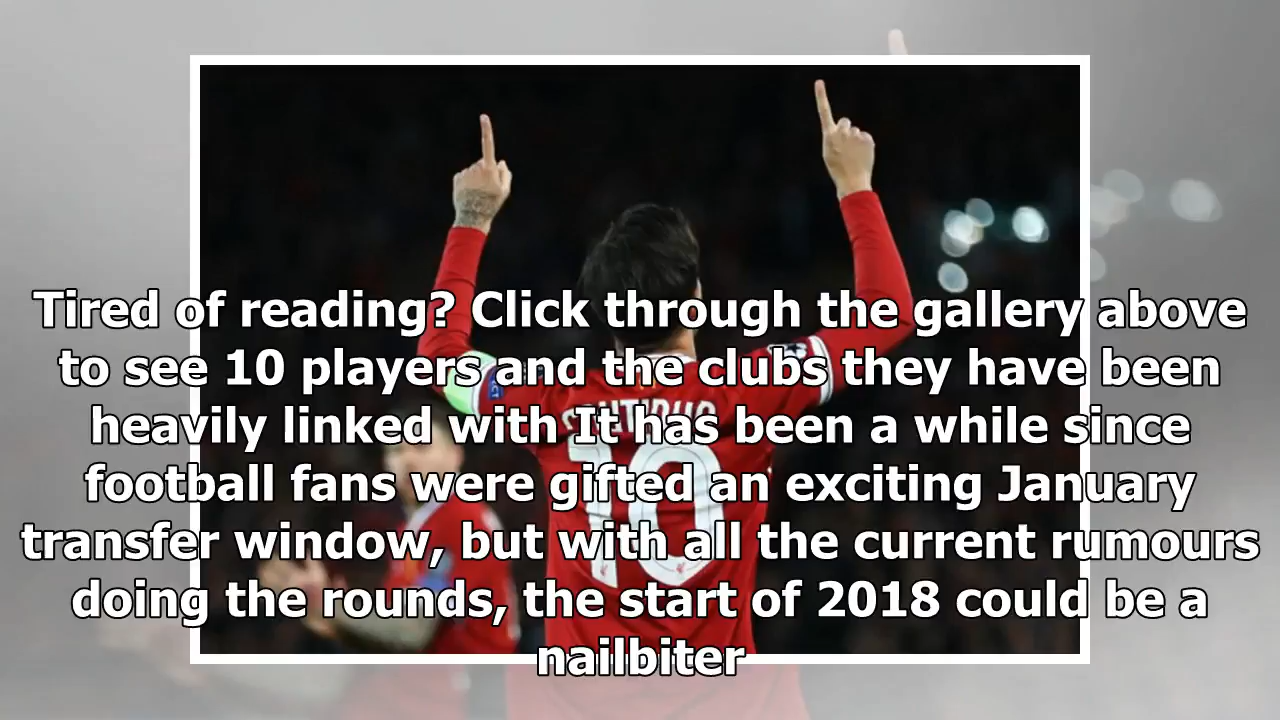 Tired of reading? Click through the gallery above
to see 10 players and the clubs they have been
heavily linked with It has been a while since
football fans were gifted an exciting January
transfer window, but with all the current rumours
doing the rounds, the start of 2018 could be a
nailbiter
10